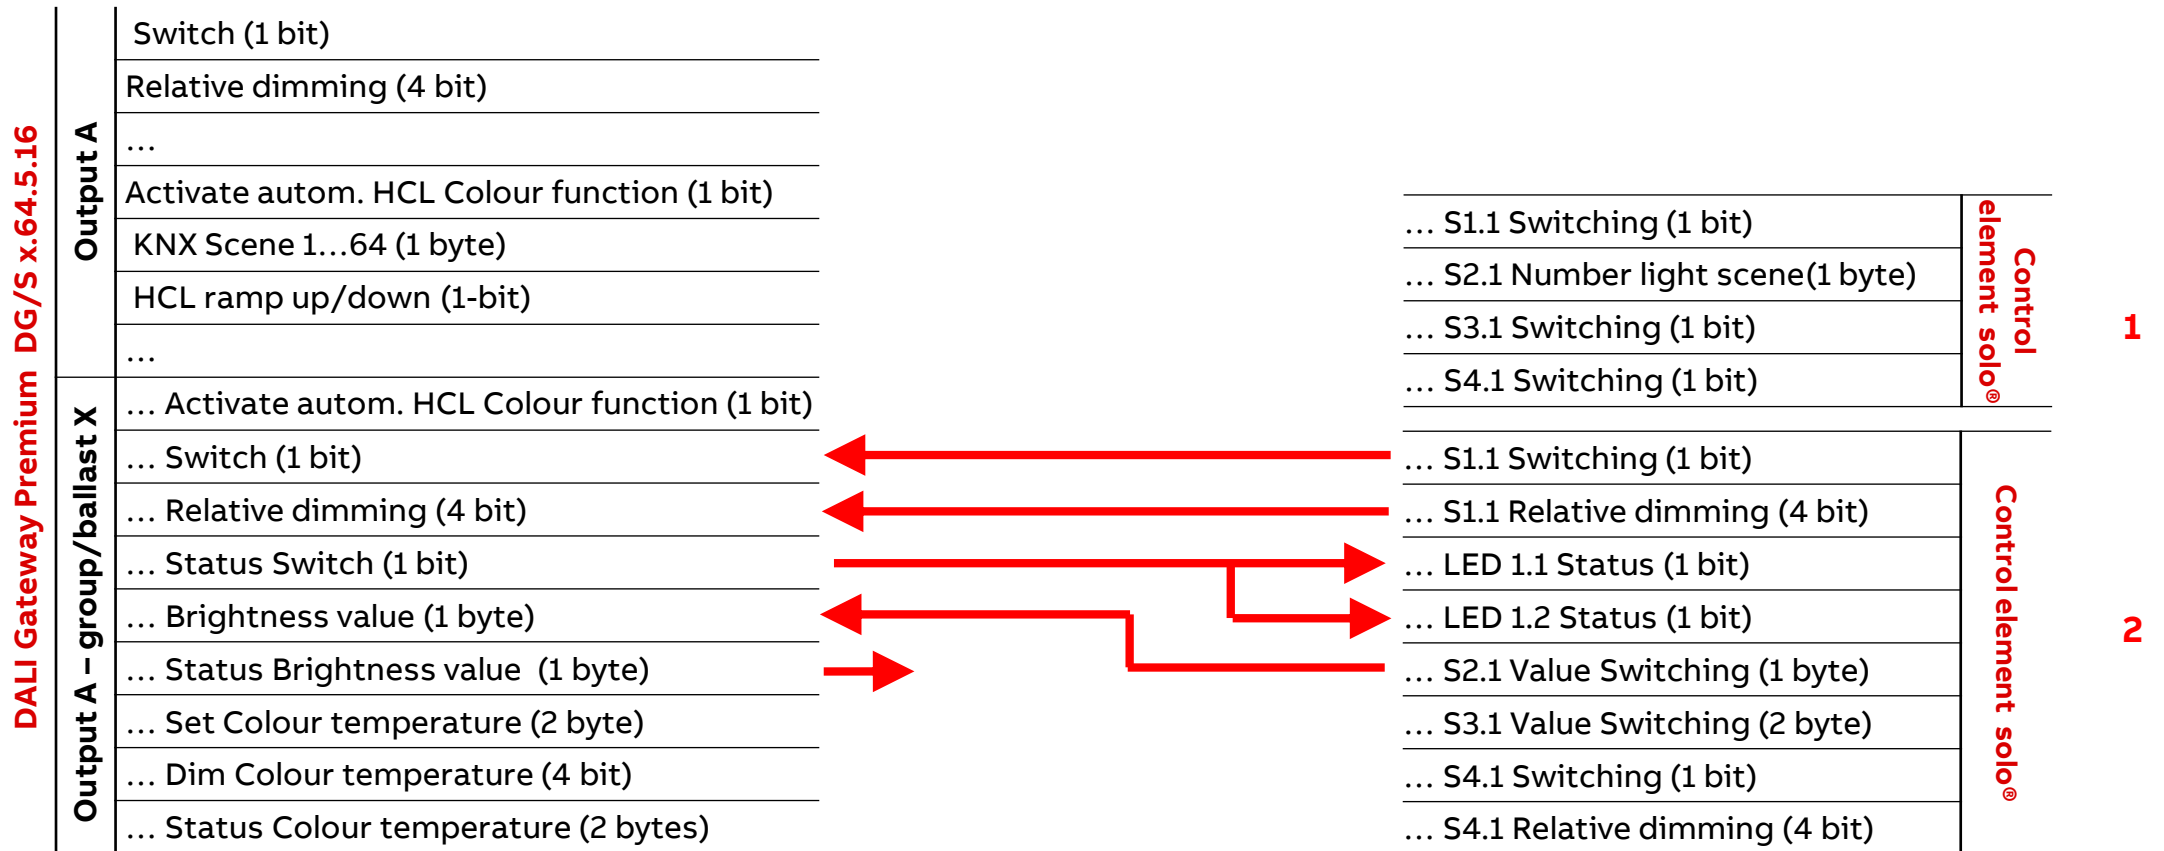 DALI Gateway Premium DG/S x.64.5.16
Output A
Switch (1 bit)
Relative dimming (4 bit)
…
Activate autom. HCL Colour function (1 bit)
KNX Scene 1…64 (1 byte)
HCL ramp up/down (1-bit)
…
Output A – group/ballast X
… Activate autom. HCL Colour function (1 bit)
… Switch (1 bit)
… Relative dimming (4 bit)
… Status Switch (1 bit)
… Brightness value (1 byte)
… Status Brightness value (1 byte)
… Set Colour temperature (2 byte)
… Dim Colour temperature (4 bit)
… Status Colour temperature (2 bytes)
… S1.1 Switching (1 bit)
… S2.1 Number light scene(1 byte)
… S3.1 Switching (1 bit)
… S4.1 Switching (1 bit)
Control
element solo®
1
… S1.1 Switching (1 bit)
… S1.1 Relative dimming (4 bit)
… LED 1.1 Status (1 bit)
… LED 1.2 Status (1 bit)
… S2.1 Value Switching (1 byte)
… S3.1 Value Switching (2 byte)
… S4.1 Switching (1 bit)
… S4.1 Relative dimming (4 bit)
Control element solo®
2